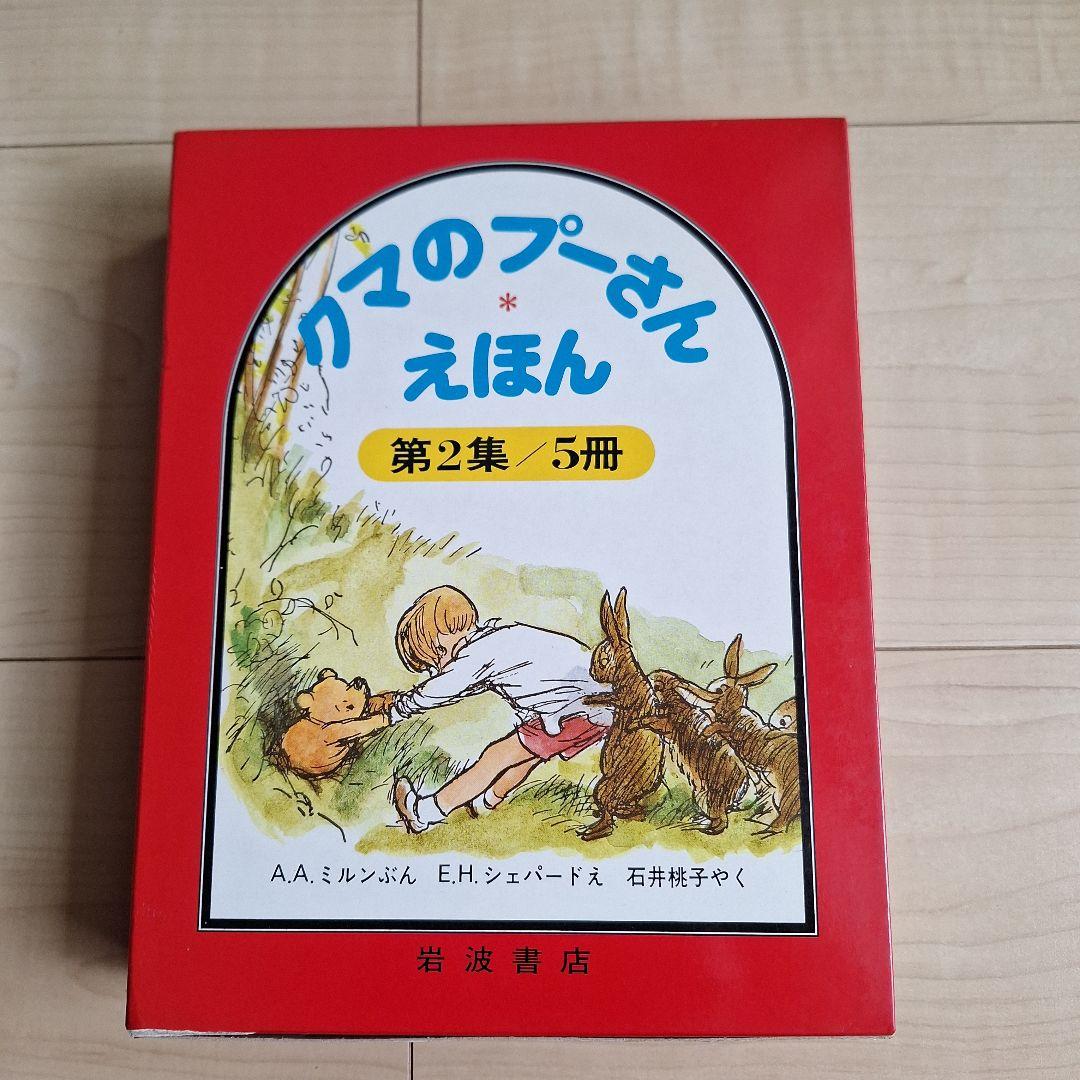 クマのプーさん
*
えほん
第2集/5冊
A.A.ミルンぶん E.H.シェパードえ 石井桃子やく
岩波書店